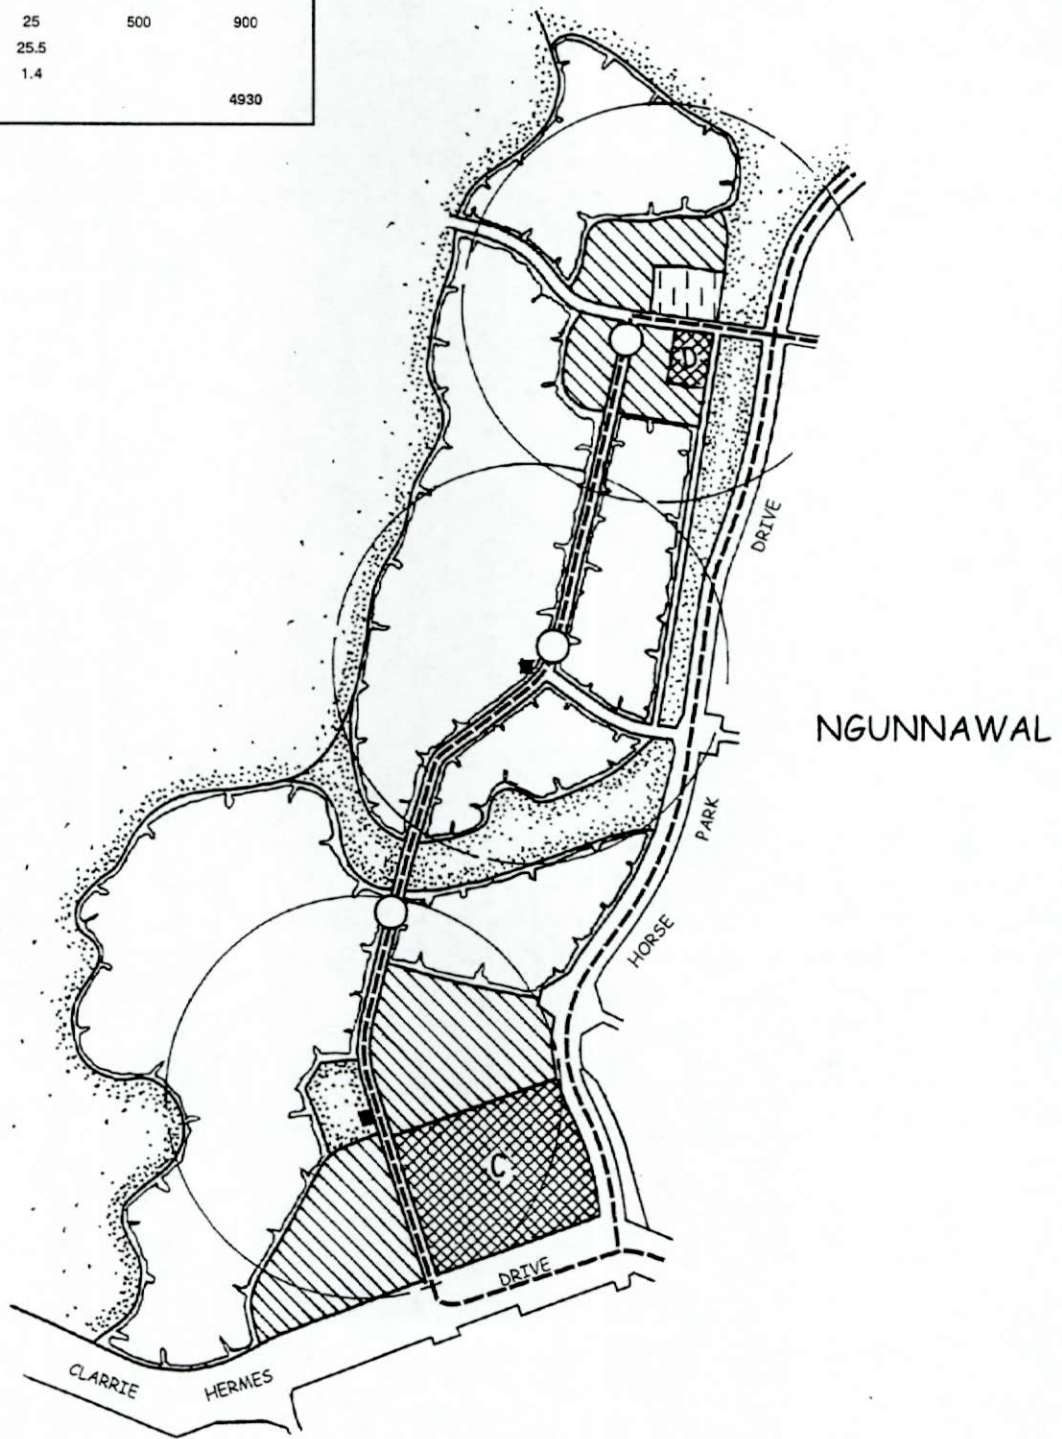 25 500 900
25.5
1.4
4930
D
DRIVE
NGUNNAWAL
PARK
HORSE
C
DRIVE
CLARRIE HERMES